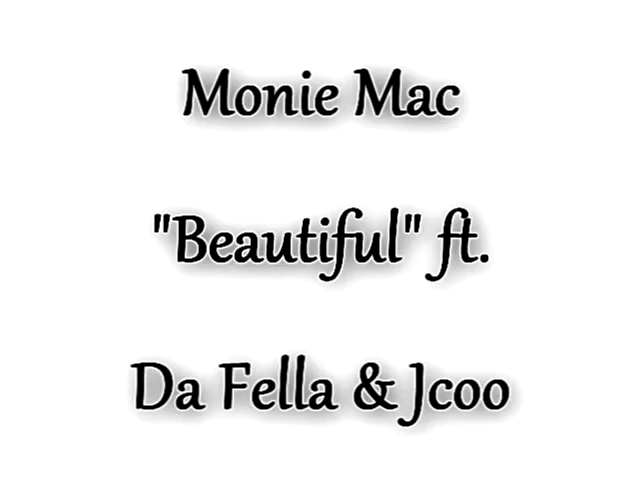 Monie Mac
"Beautiful" ft.
Da Fella & Jcoo